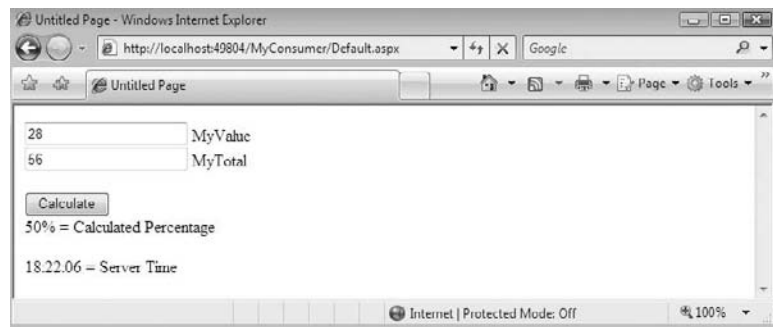 Untitled Page - Windows Internet Explorer
http://localhost:49804/MyConsumer/Default.aspx
Google
Untitled Page
Page
Tools
28 MyValue
56 MyTotal
Calculate
50% = Calculated Percentage
18:22:06 = Server Time
Internet | Protected Mode: Off
100%